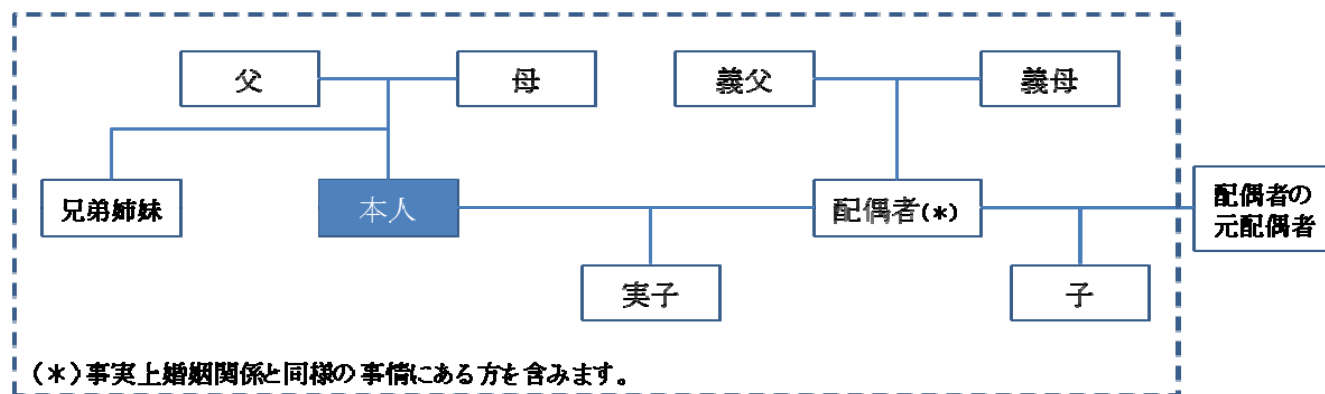 父
母
義父
義母
兄弟姉妹
本人
配偶者(*)
配偶者の
元配偶者
実子
子
(*)事実上婚姻関係と同様の事情にある方を含みます。